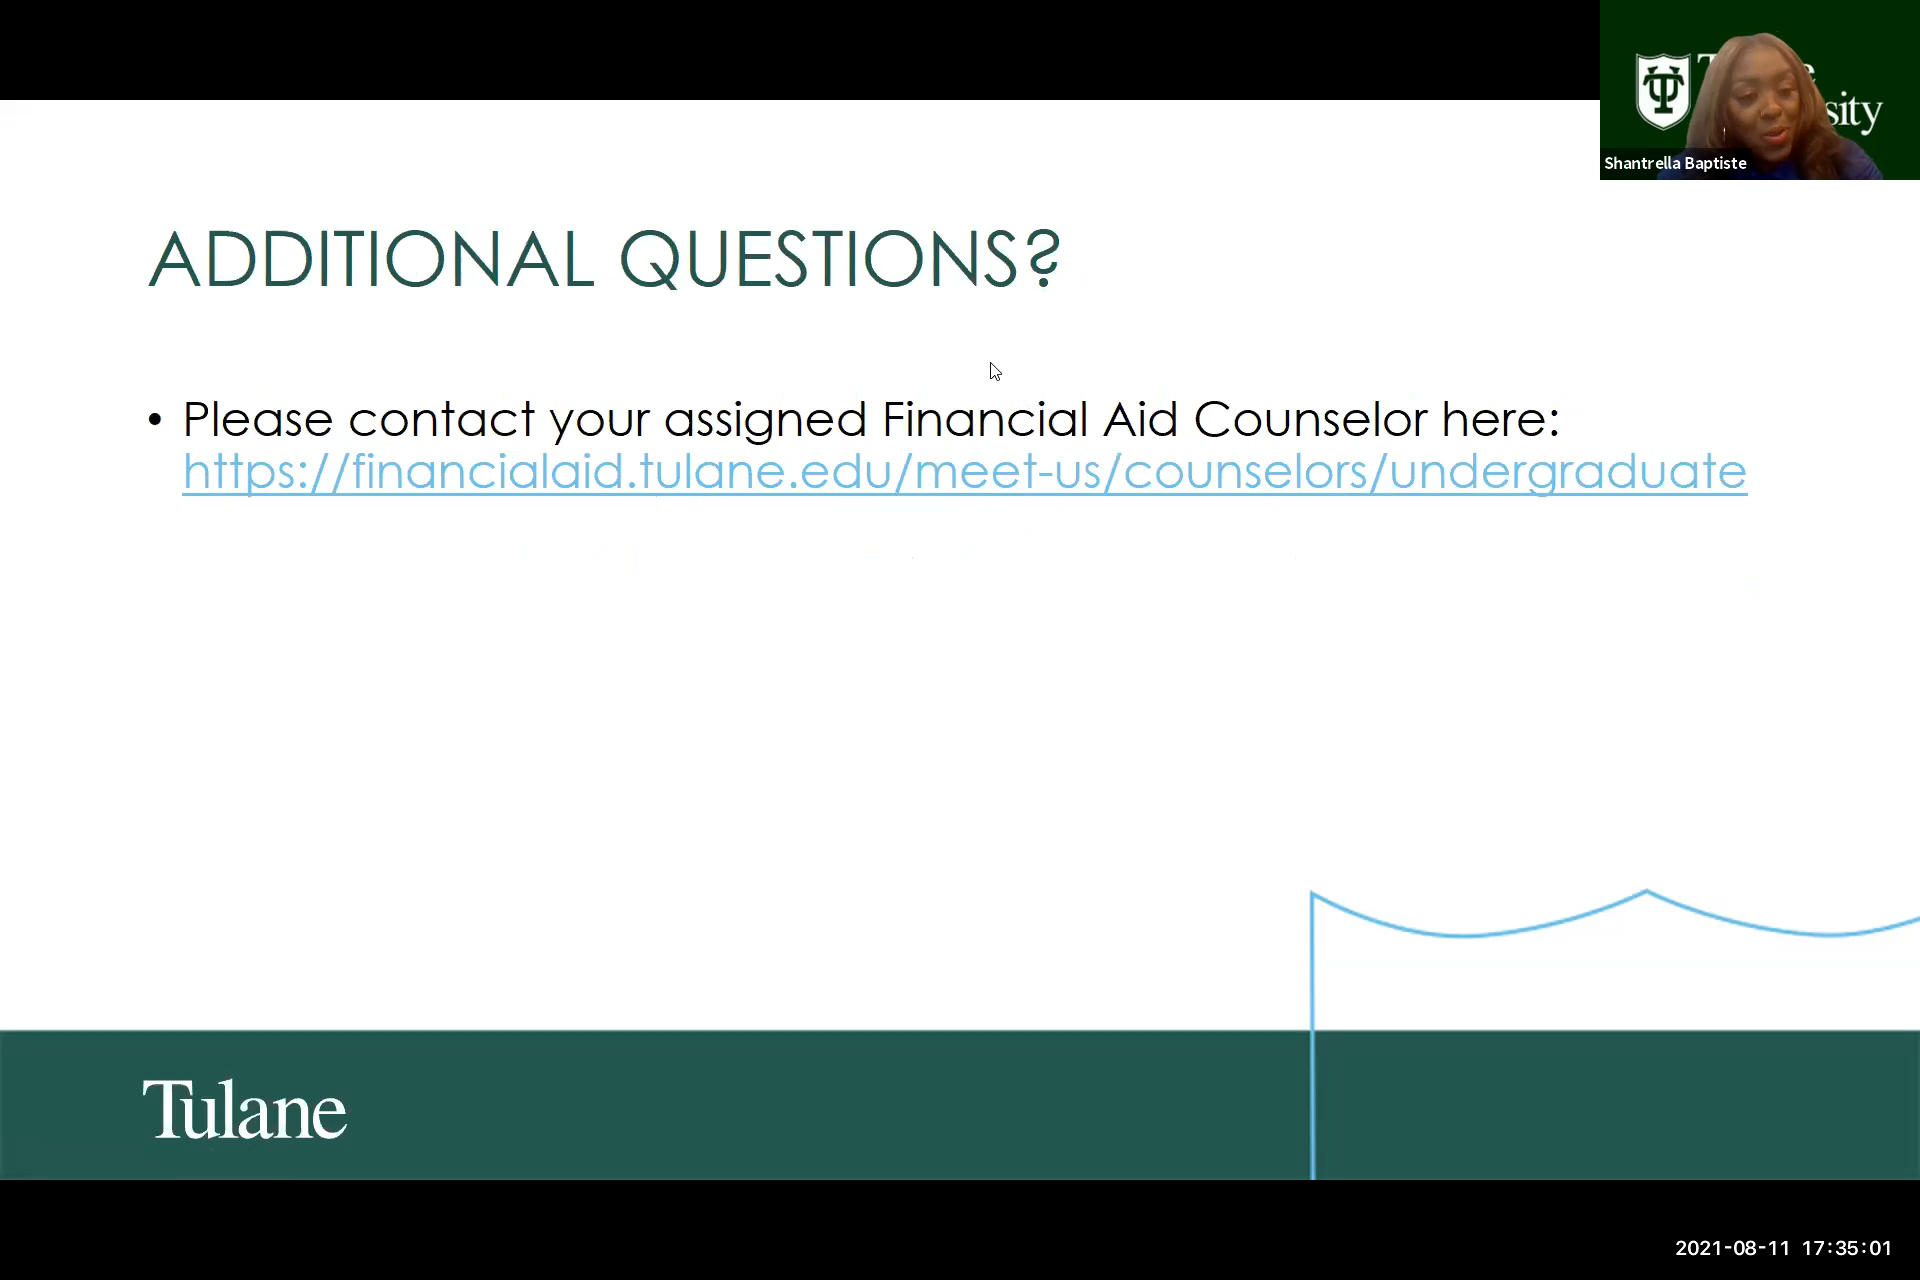 sity
Shantrella Baptiste
ADDITIONAL QUESTIONS?
• Please contact your assigned Financial Aid Counselor here:
https://financialaid.tulane.edu/meet-us/counselors/undergraduate
Tulane
2021-08-11 17:35:01